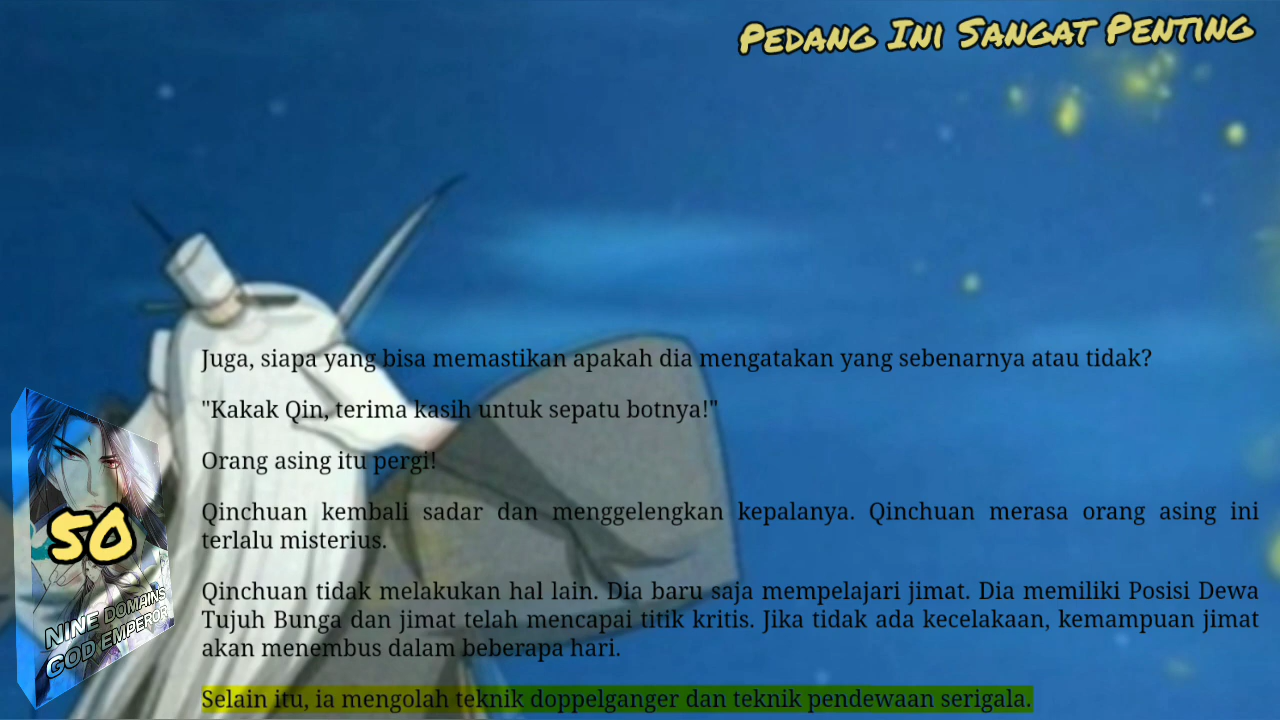 Pedang Ini Sangat Penting
Juga, siapa yang bisa memastikan apakah dia mengatakan yang sebenarnya atau tidak?
"Kakak Qin, terima kasih untuk sepatu botnya!"
Orang asing itu pergi!
Qinchuan kembali sadar dan menggelengkan kepalanya. Qinchuan merasa orang asing ini
terlalu misterius.
Qinchuan tidak melakukan hal lain. Dia baru saja mempelajari jimat. Dia memiliki Posisi Dewa
Tujuh Bunga dan jimat telah mencapai titik kritis. Jika tidak ada kecelakaan, kemampuan jimat
akan menembus dalam beberapa hari.
Selain itu, ia mengolah teknik doppelganger dan teknik pendewaan serigala.
50
NINE DOMAINS
GOD EMPEROR